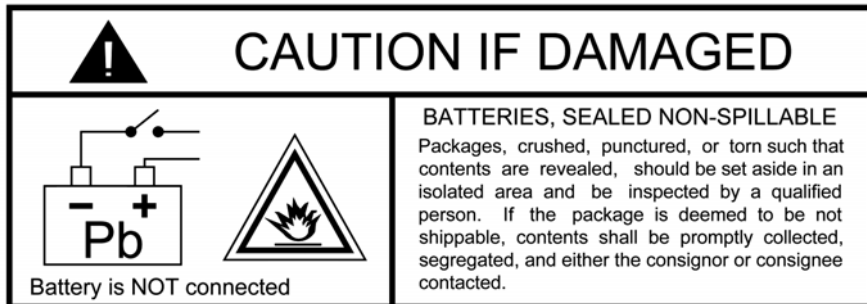 CAUTION IF DAMAGED
Pb
Battery is NOT connected
BATTERIES, SEALED NON-SPILLABLE
Packages, crushed, punctured, or torn such that
contents are revealed, should be set aside in an
isolated area and be inspected by a qualified
person. If the package is deemed to be not
shippable, contents shall be promptly collected,
segregated, and either the consignor or consignee
contacted.